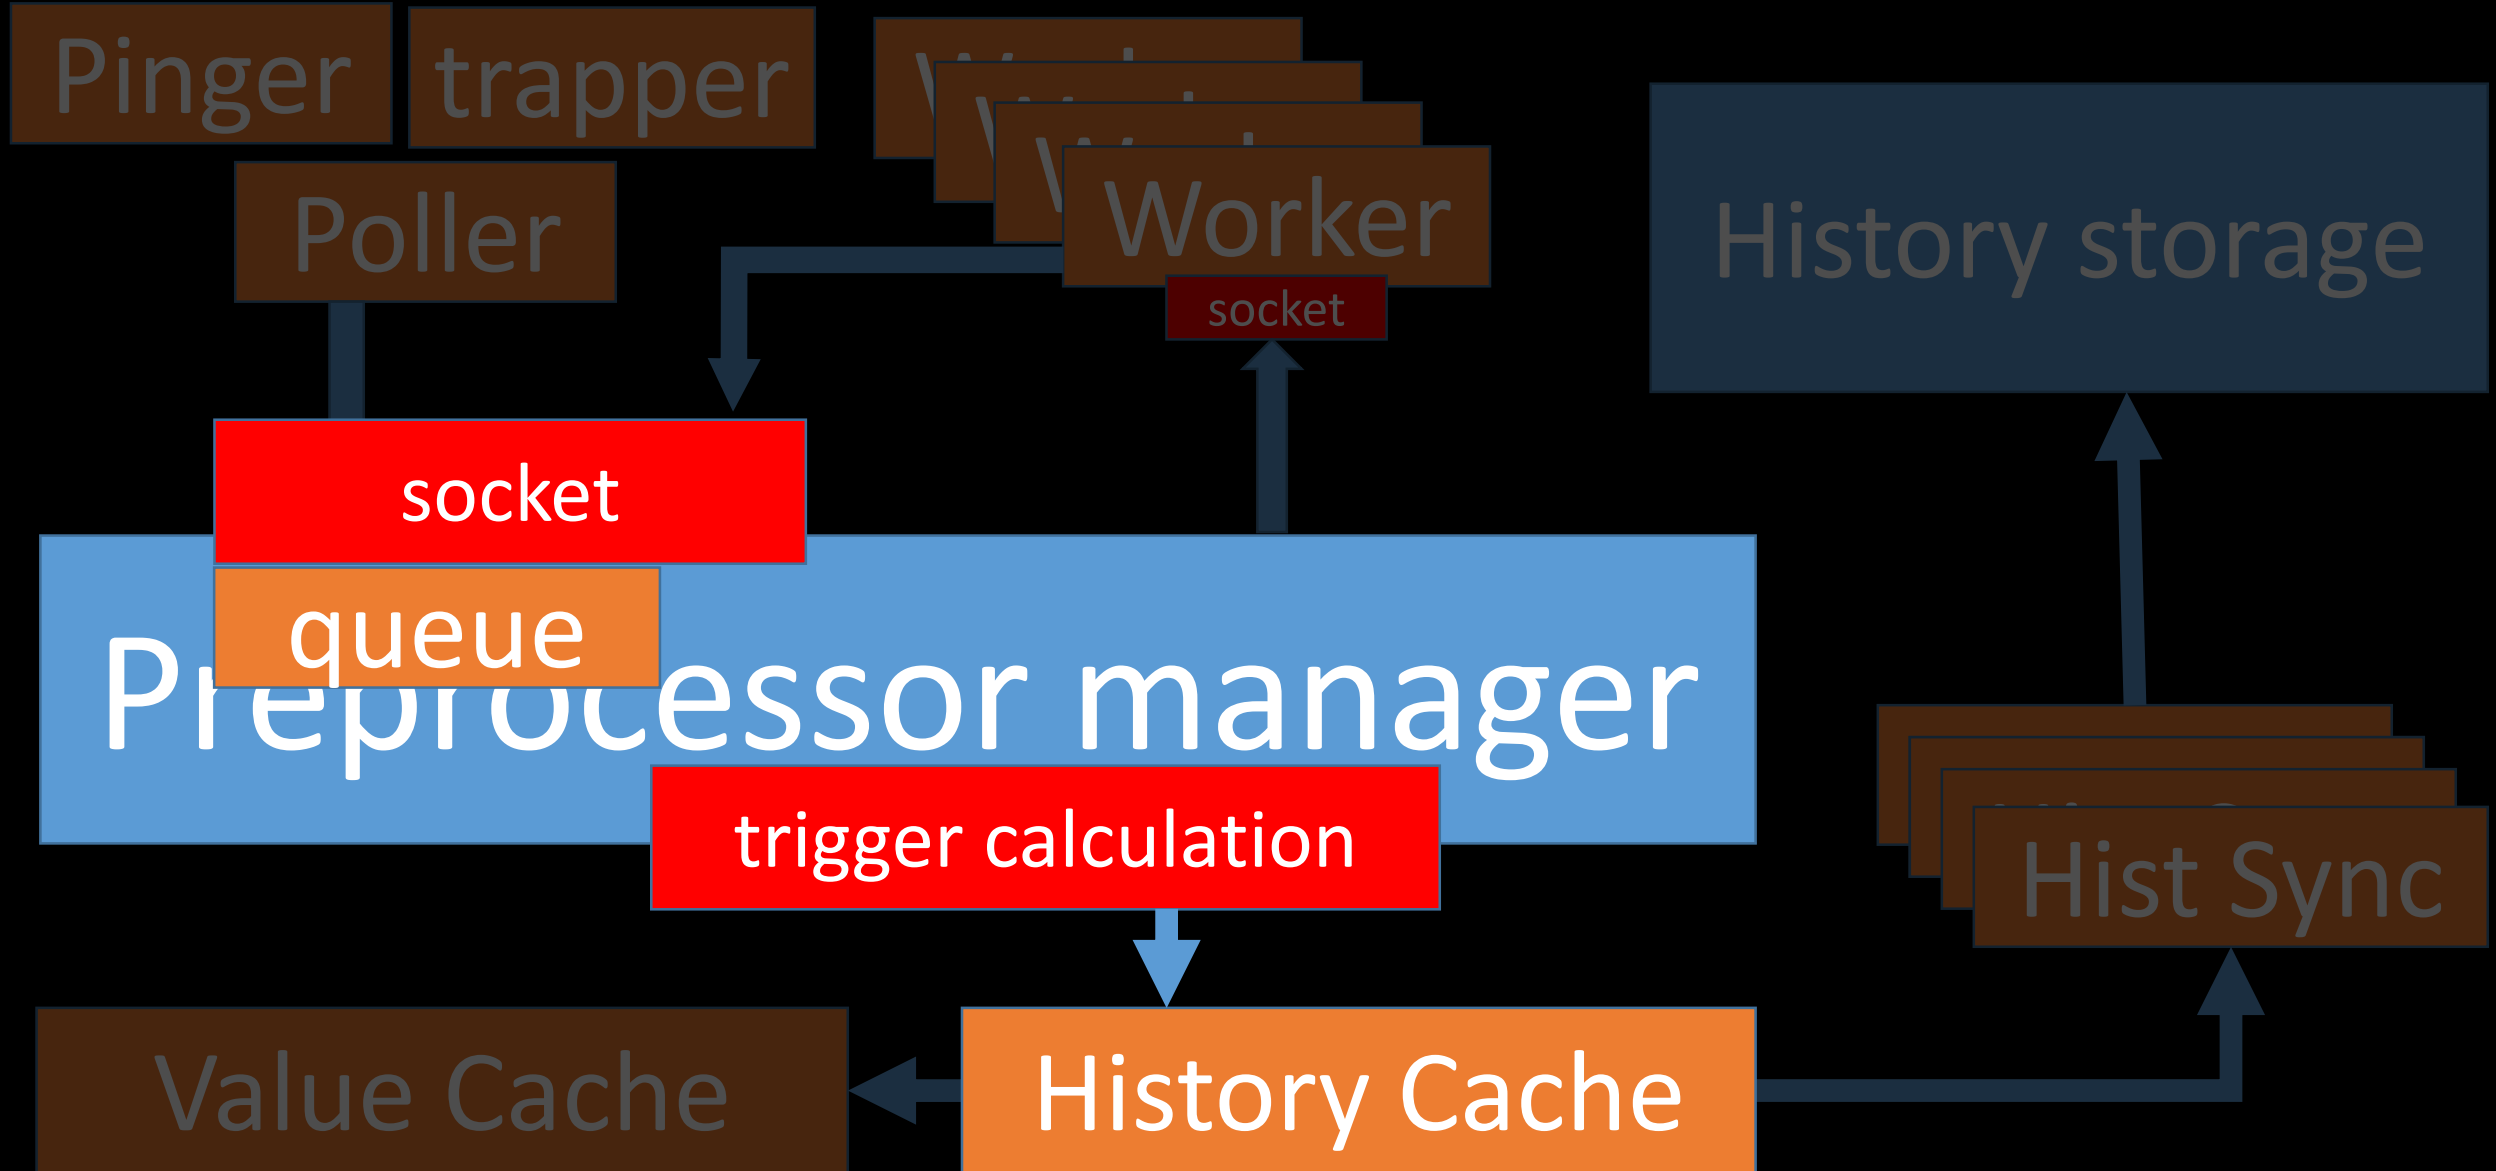 Pinger
trapper
Poller
Worker
socket
History storage
socket
queue
Preprocessor manager
trigger calculation
Hist Sync
Value Cache
History Cache